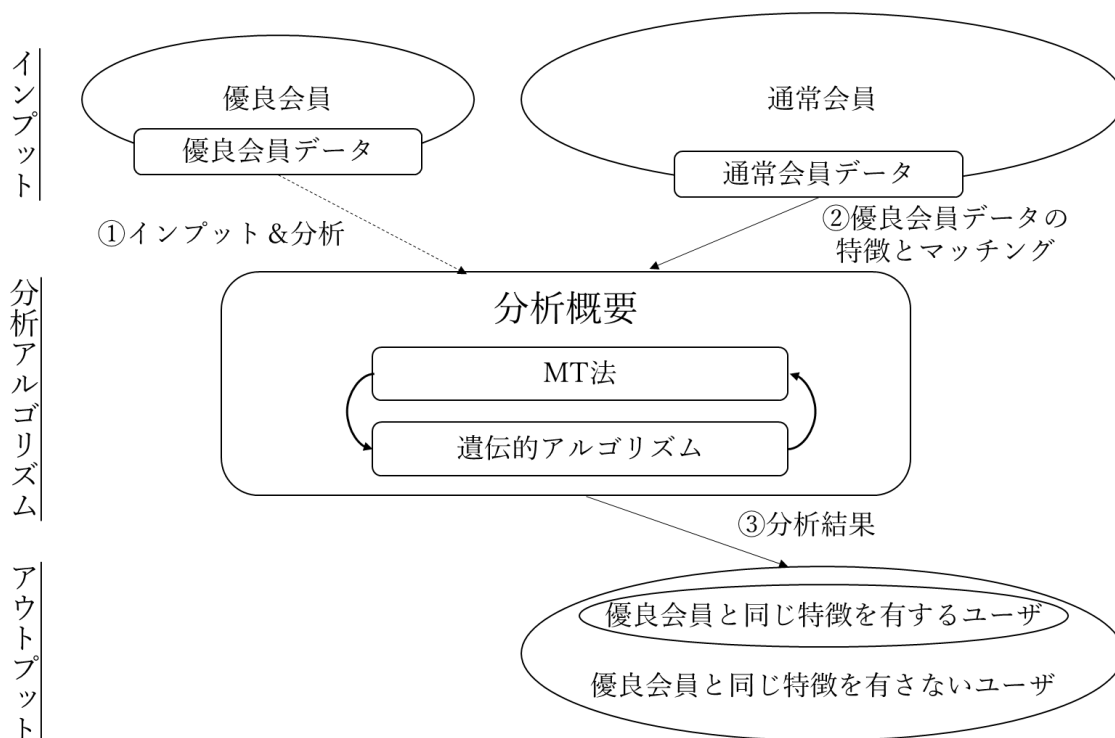 インプット
優良会員
通常会員
優良会員データ
通常会員データ
①インプット&分析
②優良会員データの
特徴とマッチング
分析アルゴリズム
分析概要
MT法
遺伝的アルゴリズム
③分析結果
アウトプット
優良会員と同じ特徴を有するユーザ
優良会員と同じ特徴を有さないユーザ